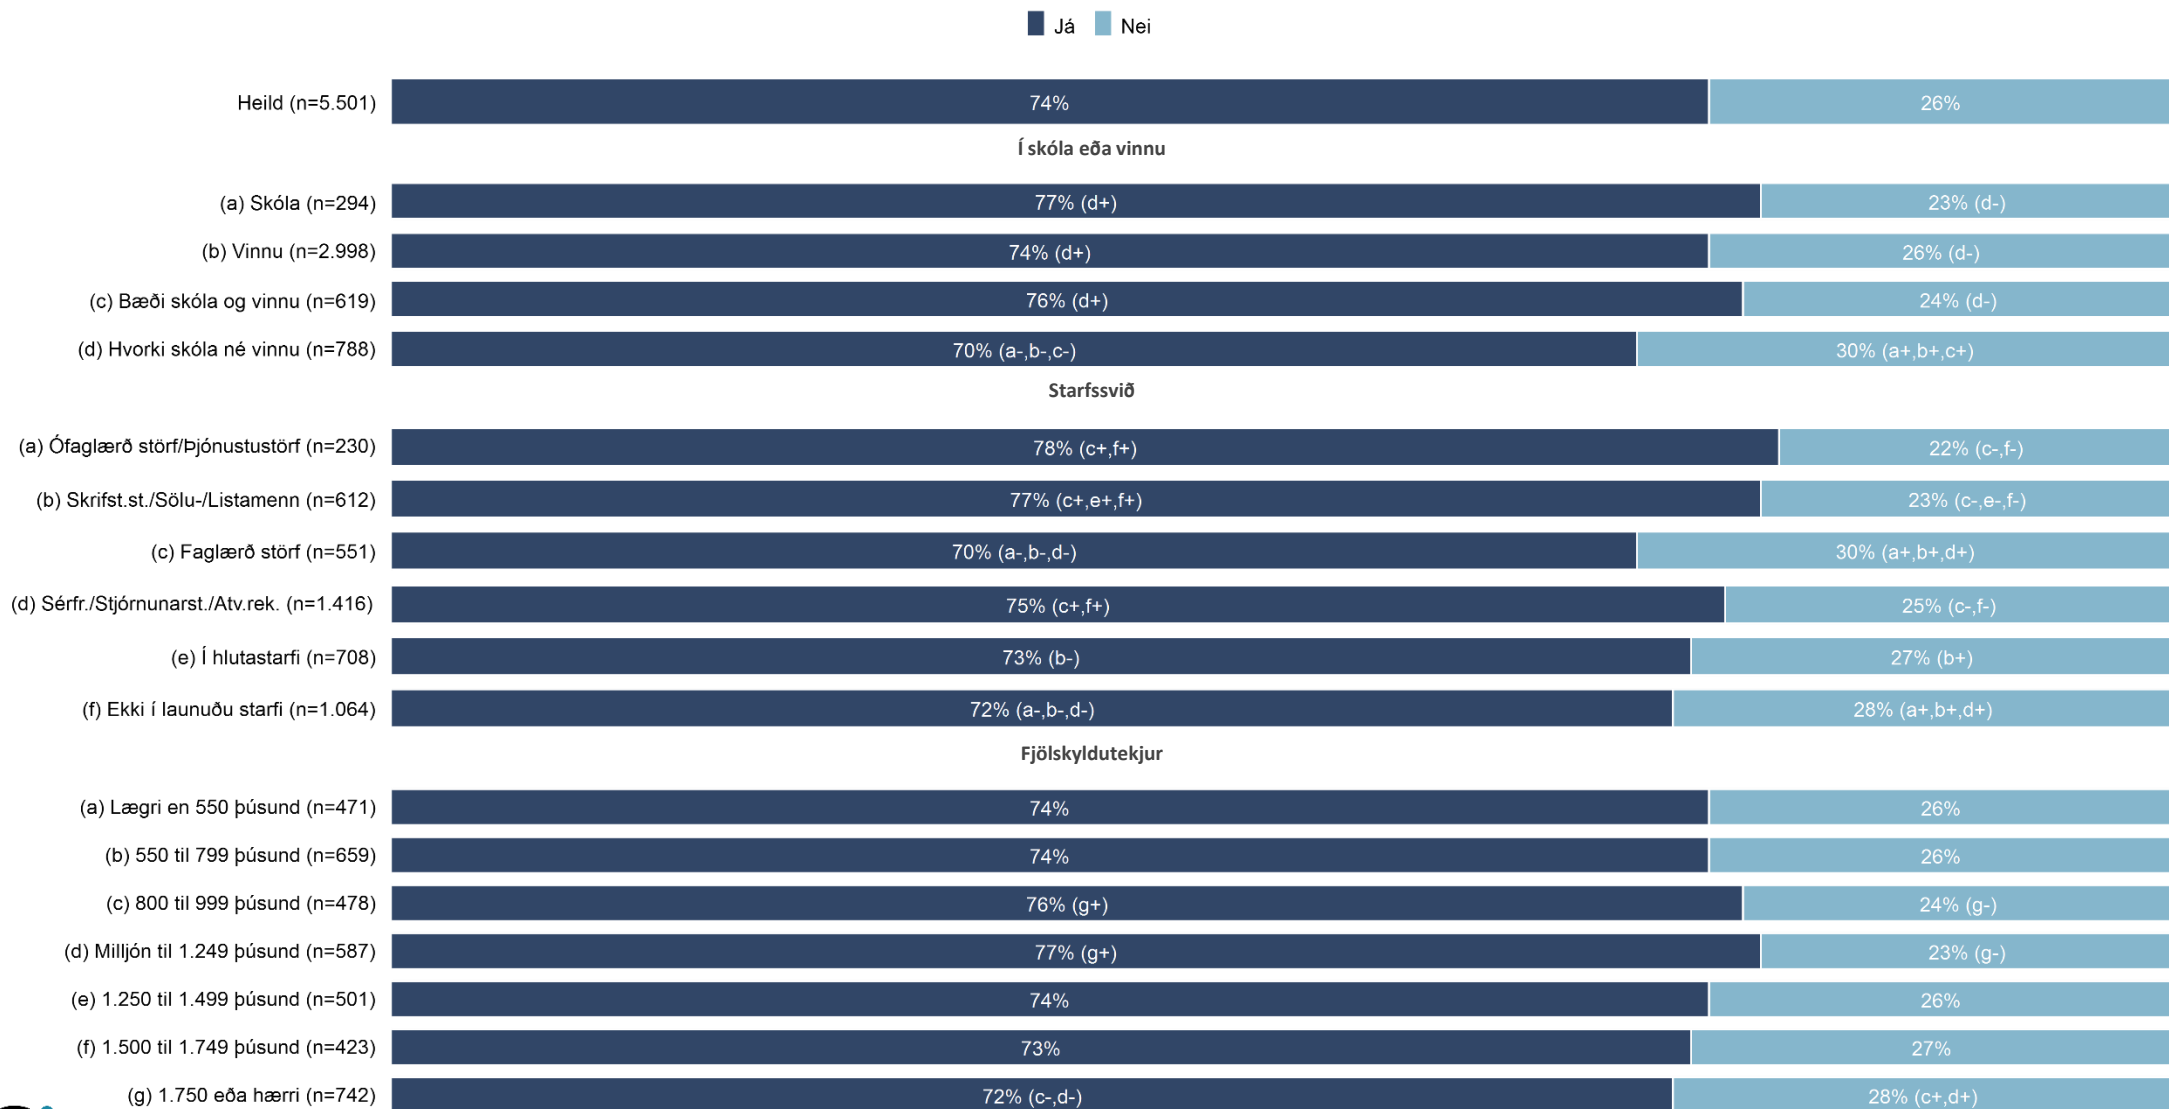 Já Nei
Heild (n=5.501) 74% 26%
Í skóla eða vinnu
(a) Skóla (n=294) 77% (d+) 23% (d-)
(b) Vinnu (n=2.998) 74% (d+) 26% (d-)
(c) Bæði skóla og vinnu (n=619) 76% (d+) 24% (d-)
(d) Hvorki skóla né vinnu (n=788) 70% (a-,b-,c-) 30% (a+,b+,c+)
Starfssvið
(a) Ófaglærð störf/Þjónustustörf (n=230) 78% (c+,f+) 22% (c-,f-)
(b) Skrifst.st./Sölu-/Listamenn (n=612) 77% (c+,e+,f+) 23% (c-,e-,f-)
(c) Faglærð störf (n=551) 70% (a-,b-,d-) 30% (a+,b+,d+)
(d) Sérfr./Stjórnunarst./Atv.rek. (n=1.416) 75% (c+,f+) 25% (c-,f-)
(e) Í hlutastarfi (n=708) 73% (b-) 27% (b+)
(f) Ekki í launuðu starfi (n=1.064) 72% (a-,b-,d-) 28% (a+,b+,d+)
Fjölskyldutekjur
(a) Lægri en 550 þúsund (n=471) 74% 26%
(b) 550 til 799 þúsund (n=659) 74% 26%
(c) 800 til 999 þúsund (n=478) 76% (g+) 24% (g-)
(d) Milljón til 1.249 þúsund (n=587) 77% (g+) 23% (g-)
(e) 1.250 til 1.499 þúsund (n=501) 74% 26%
(f) 1.500 til 1.749 þúsund (n=423) 73% 27%
(g) 1.750 eða hærri (n=742) 72% (c-,d-) 28% (c+,d+)